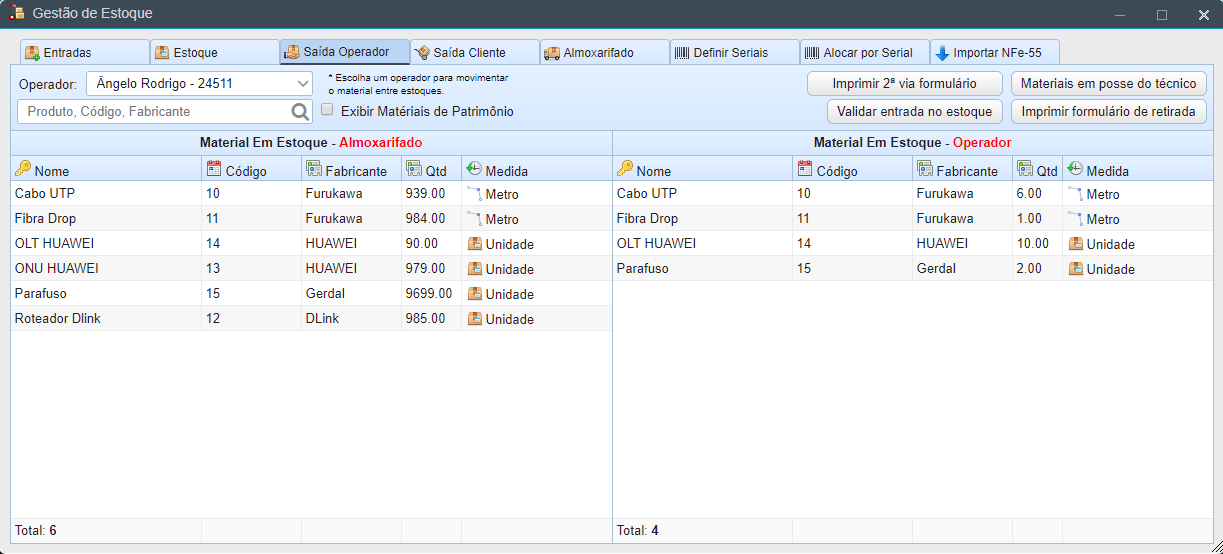 Gestão de Estoque
Entradas Estoque Saída Operador Saída Cliente Almoxarifado Definir Seriais Alocar por Serial Importar NFe-55
Operador: Ângelo Rodrigo - 24511 * Escolha um operador para movimentar
o material entre estoques. Imprimir 2ª via formulário Materiais em posse do técnico
Produto, Código, Fabricante Exibir Matériais de Patrimônio Validar entrada no estoque Imprimir formulário de retirada
Material Em Estoque - Almoxarifado Material Em Estoque - Operador
Nome Código Fabricante Qtd Medida Nome Código Fabricante Qtd Medida
Cabo UTP 10 Furukawa 939.00 Metro Cabo UTP 10 Furukawa 6.00 Metro
Fibra Drop 11 Furukawa 984.00 Metro Fibra Drop 11 Furukawa 1.00 Metro
OLT HUAWEI 14 HUAWEI 90.00 Unidade OLT HUAWEI 14 HUAWEI 10.00 Unidade
ONU HUAWEI 13 HUAWEI 979.00 Unidade Parafuso 15 Gerdal 2.00 Unidade
Parafuso 15 Gerdal 9699.00 Unidade
Roteador Dlink 12 DLink 985.00 Unidade
Total: 6 Total: 4